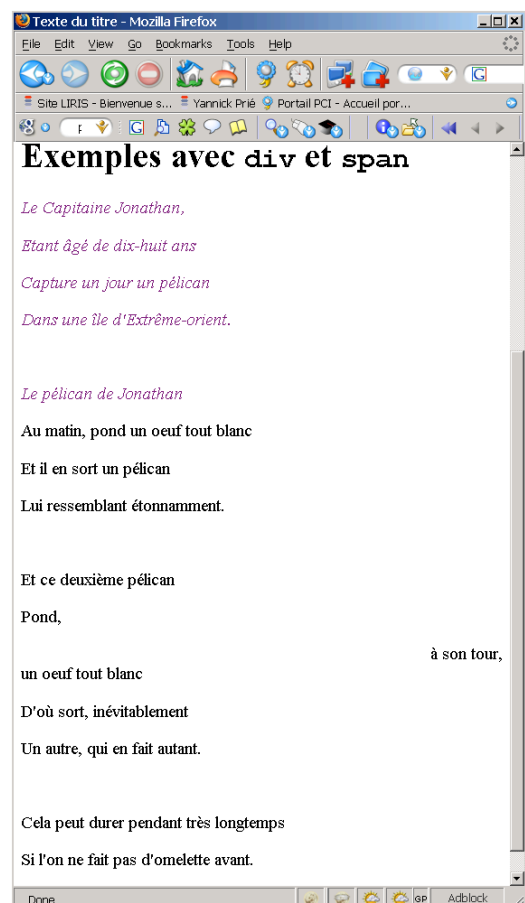 Texte du titre - Mozilla Firefox
File Edit View Go Bookmarks Tools Help
G
Site LIRIS - Bienvenue s... Yannick Prié Portail PCI - Accueil por...
G
Exemples avec div et span
Le Capitaine Jonathan,
Etant âgé de dix-huit ans
Capture un jour un pélican
Dans une île d'Extrême-orient.
Le pélican de Jonathan
Au matin, pond un oeuf tout blanc
Et il en sort un pélican
Lui ressemblant étonnamment.
Et ce deuxième pélican
Pond,
à son tour,
un oeuf tout blanc
D'où sort, inévitablement
Un autre, qui en fait autant.
Cela peut durer pendant très longtemps
Si l'on ne fait pas d'omelette avant.
Done GP Adblock